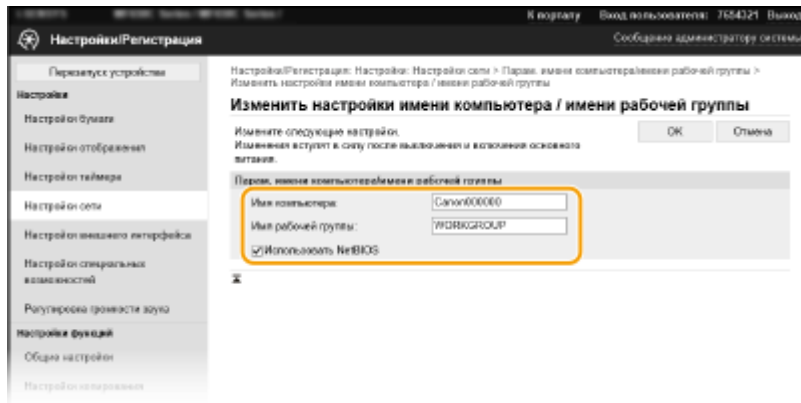 К порталу Вход пользователя: 7654321 Выход
Настройки/Регистрация
Сообщение администратору системы
Перезапуск устройства
Настройки
Настройки бумаги
Настройки отображения
Настройки таймера
Настройки сети
Настройки внешнего интерфейса
Настройки специальных
возможностей
Регулировка громкости звука
Настройки функций
Общие настройки
Настройки копирования
Настройки/Регистрация: Настройки: Настройки сети > Парам. имени компьютера/имени рабочей группы >
Изменить настройки имени компьютера / имени рабочей группы
Изменить настройки имени компьютера / имени рабочей группы
Измените следующие настройки.
Изменения вступят в силу после выключения и включения основного
питания.
OK Отмена
Парам. имени компьютера/имени рабочей группы
Имя компьютера: Canon000000
Имя рабочей группы: WORKGROUP
Использовать NetBIOS